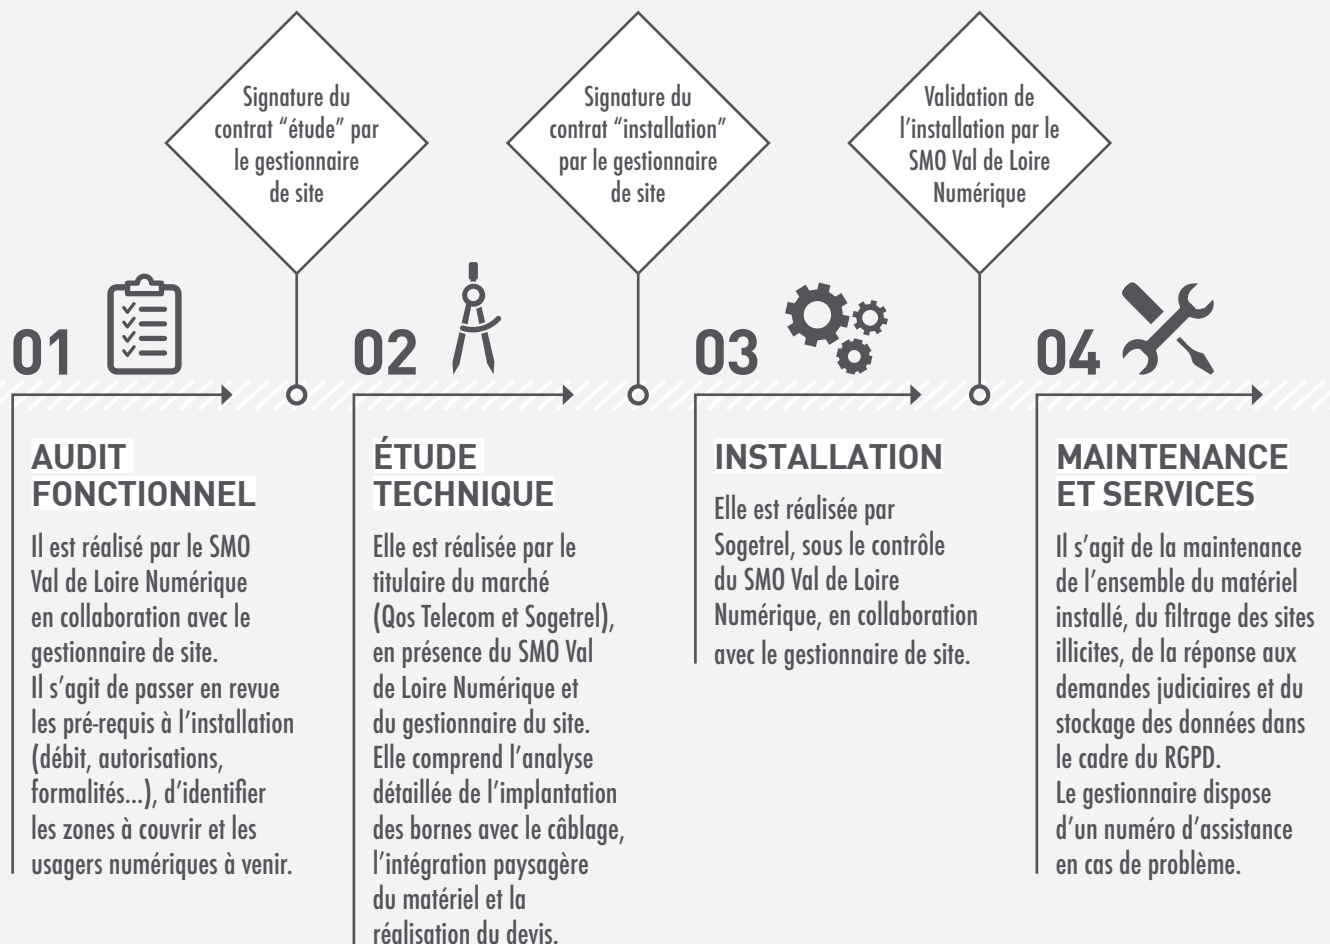 Signature du
contrat “étude” par
le gestionnaire
de site
Signature du
contrat “installation”
par le gestionnaire
de site
Validation de
l’installation par le
SMO Val de Loire
Numérique
01
AUDIT
FONCTIONNEL
Il est réalisé par le SMO
Val de Loire Numérique
en collaboration avec le
gestionnaire de site.
Il s’agit de passer en revue
les pré-requis à l’installation
(débit, autorisations,
formalités...), d’identifier
les zones à couvrir et les
usagers numériques à venir.
02
ÉTUDE
TECHNIQUE
Elle est réalisée par le
titulaire du marché
(Qos Telecom et Sogetrel),
en présence du SMO Val
de Loire Numérique et
du gestionnaire du site.
Elle comprend l’analyse
détaillée de l’implantation
des bornes avec le câblage,
l’intégration paysagère
du matériel et la
réalisation du devis.
03
INSTALLATION
Elle est réalisée par
Sogetrel, sous le contrôle
du SMO Val de Loire
Numérique, en collaboration
avec le gestionnaire de site.
04
MAINTENANCE
ET SERVICES
Il s’agit de la maintenance
de l’ensemble du matériel
installé, du filtrage des sites
illicites, de la réponse aux
demandes judiciaires et du
stockage des données dans
le cadre du RGPD.
Le gestionnaire dispose
d’un numéro d’assistance
en cas de problème.